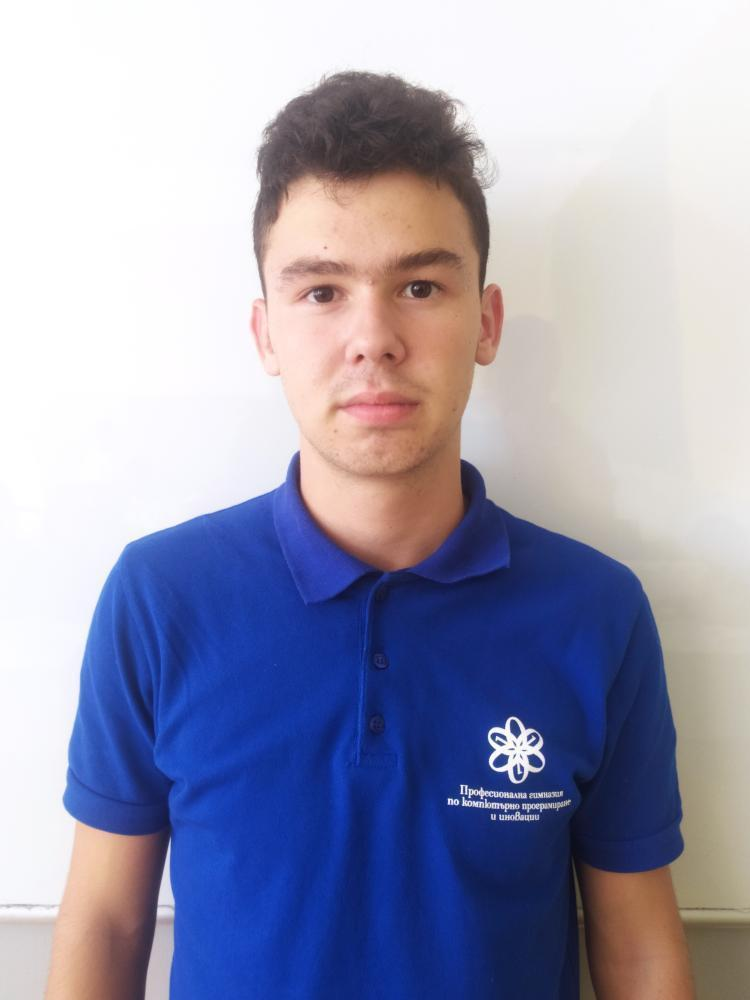 Професионална гимназия
по компютърно програмиране
и иновации